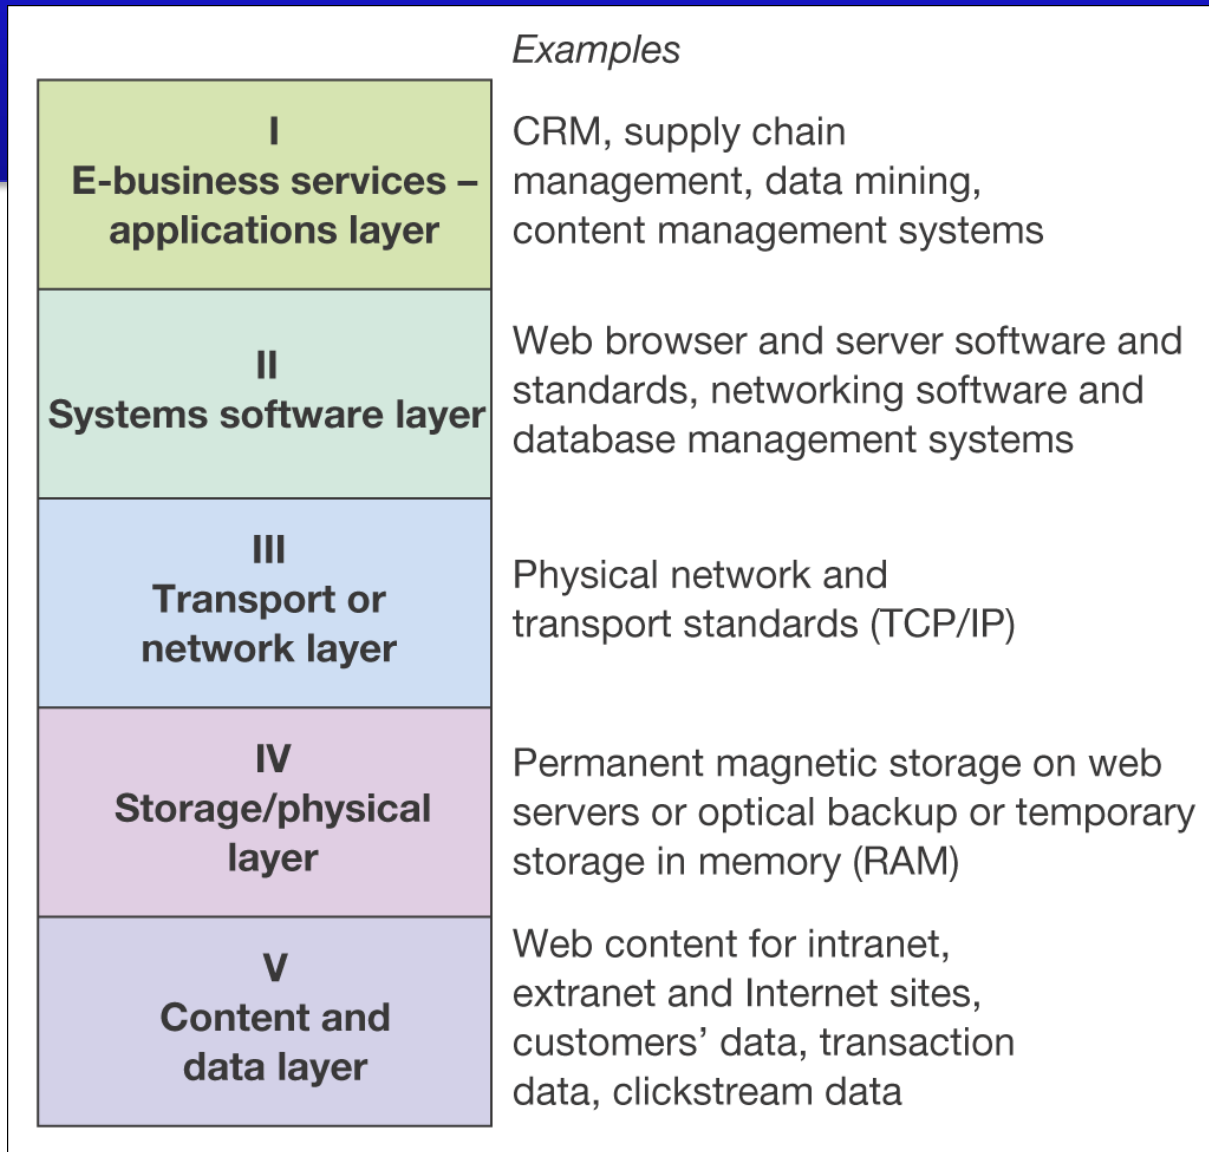 Examples
I
E-business services –
applications layer
CRM, supply chain
management, data mining,
content management systems
II
Systems software layer
Web browser and server software and
standards, networking software and
database management systems
III
Transport or
network layer
Physical network and
transport standards (TCP/IP)
IV
Storage/physical
layer
Permanent magnetic storage on web
servers or optical backup or temporary
storage in memory (RAM)
V
Content and
data layer
Web content for intranet,
extranet and Internet sites,
customers’ data, transaction
data, clickstream data